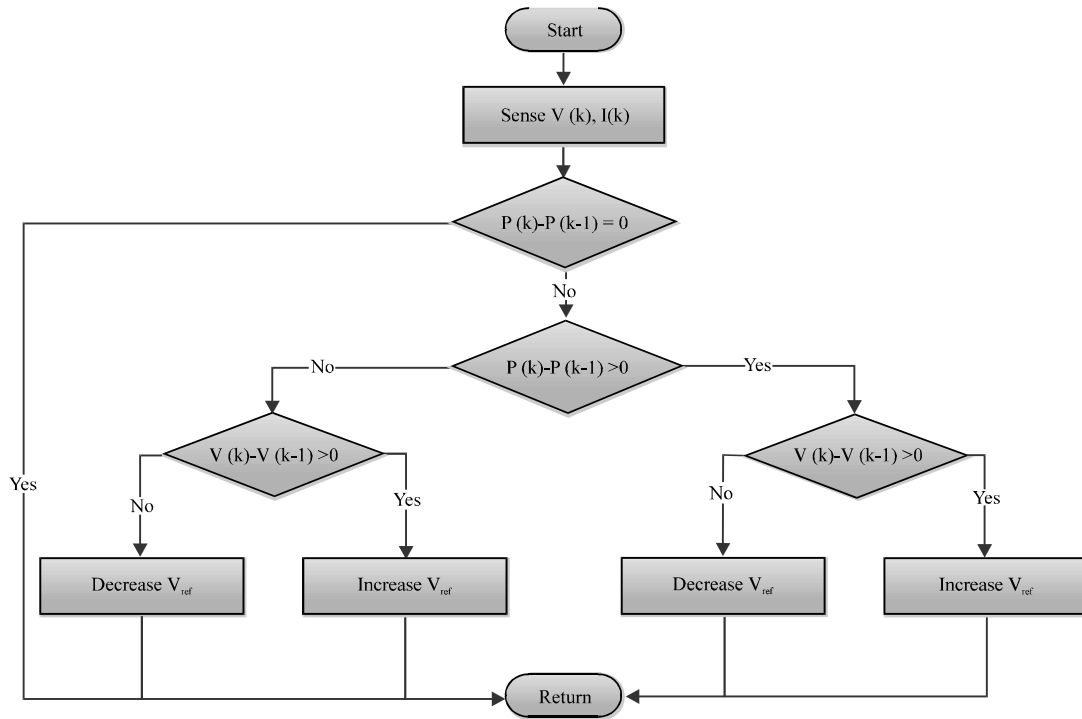 Start
Sense V (k), I(k)
P (k)-P (k-1) = 0
No
P (k)-P (k-1) >0
No
Yes
V (k)-V (k-1) >0
V (k)-V (k-1) >0
Yes
No
Yes
No
Yes
Decrease Vref
Increase Vref
Decrease Vref
Increase Vref
Return